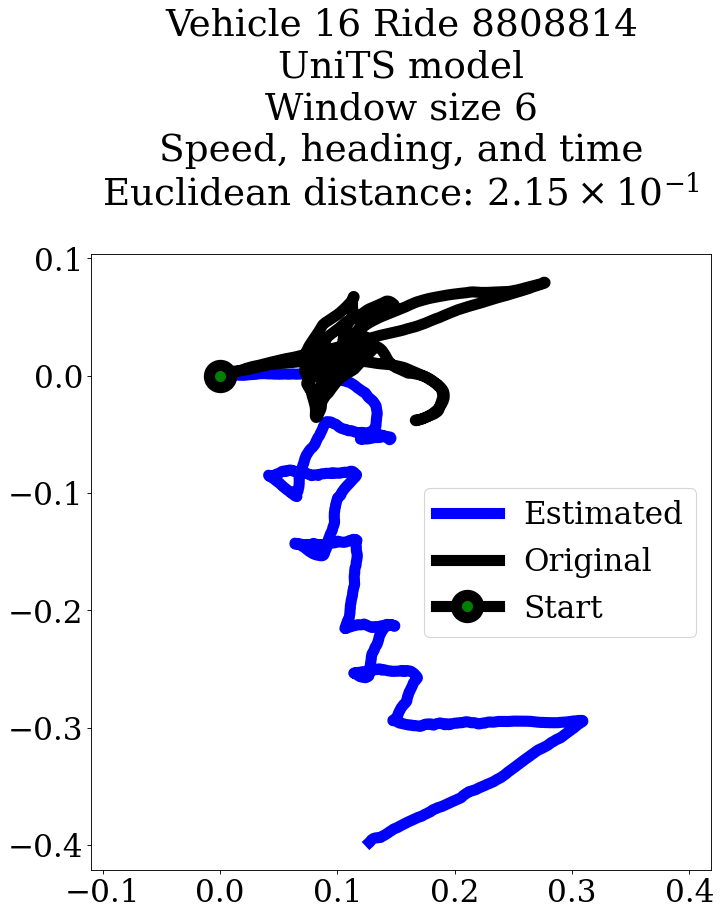 Vehicle 16 Ride 8808814
UniTS model
Window size 6
Speed, heading, and time
Euclidean distance: 2.15 × 10⁻¹
0.1
0.0
−0.1
−0.2
−0.3
−0.4
Estimated
Original
Start
−0.1 0.0 0.1 0.2 0.3 0.4